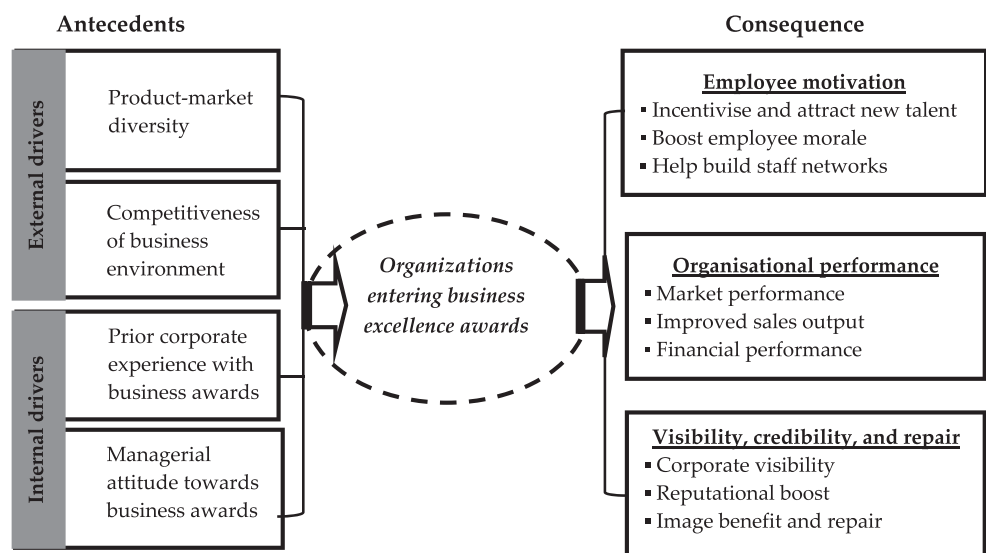 Antecedents
External drivers
Product-market
diversity
Competitiveness
of business
environment
Internal drivers
Prior corporate
experience with
business awards
Managerial
attitude towards
business awards
Organizations
entering business
excellence awards
Consequence
Employee motivation
▪ Incentivise and attract new talent
▪ Boost employee morale
▪ Help build staff networks
Organisational performance
▪ Market performance
▪ Improved sales output
▪ Financial performance
Visibility, credibility, and repair
▪ Corporate visibility
▪ Reputational boost
▪ Image benefit and repair